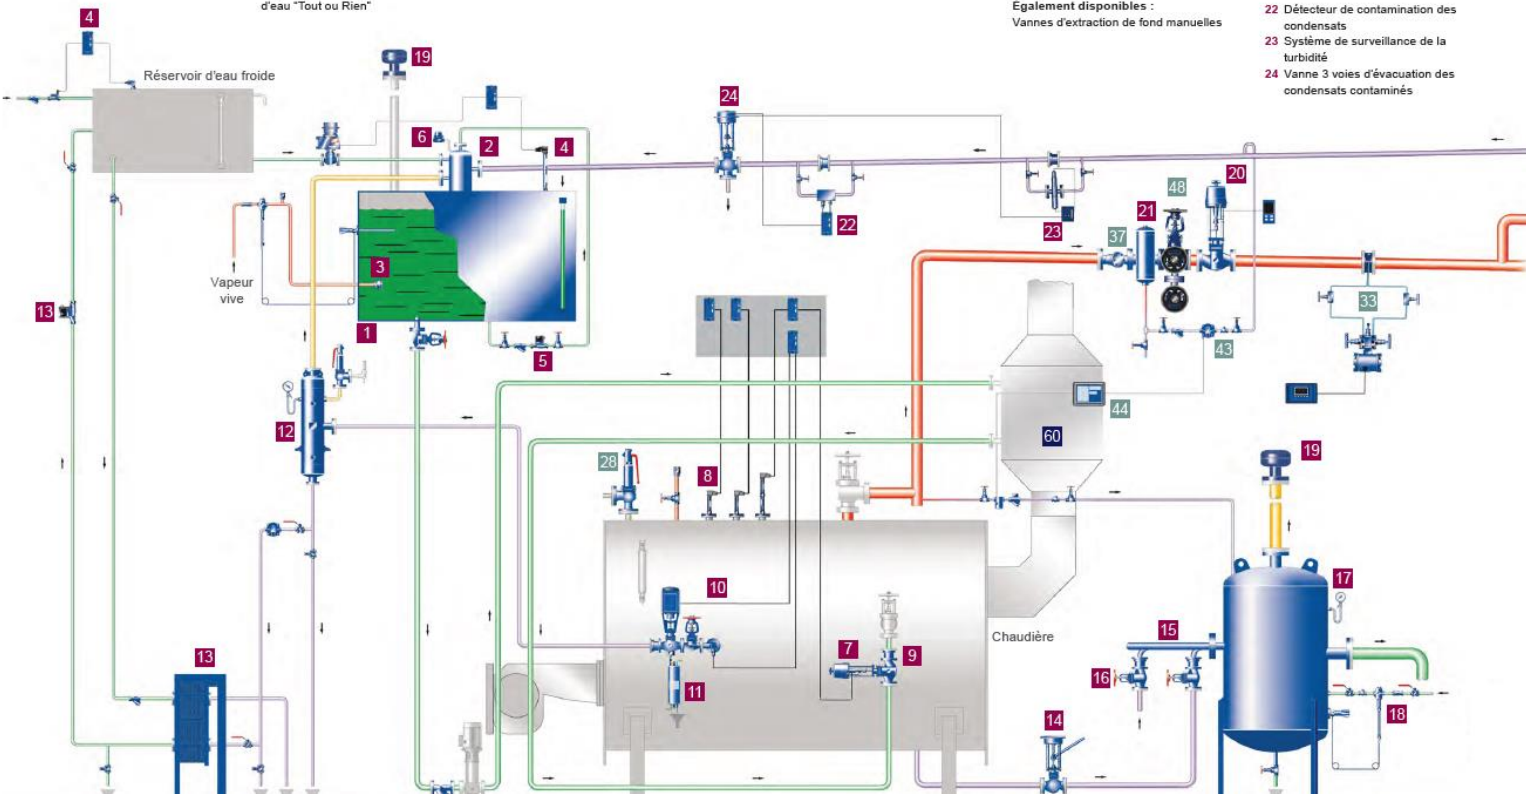 d'eau "Tout ou Rien"
Également disponibles :
Vannes d'extraction de fond manuelles
22 Détecteur de contamination des
condensats
23 Système de surveillance de la
turbidité
24 Vanne 3 voies d'évacuation des
condensats contaminés
4
Réservoir d'eau froide
19
24
6
2
4
20
48
21
22
23
37
3
Vapeur
vive
13
1
5
33
43
44
12
60
28
8
19
10
17
Chaudière
15
13
7
9
16
11
18
14